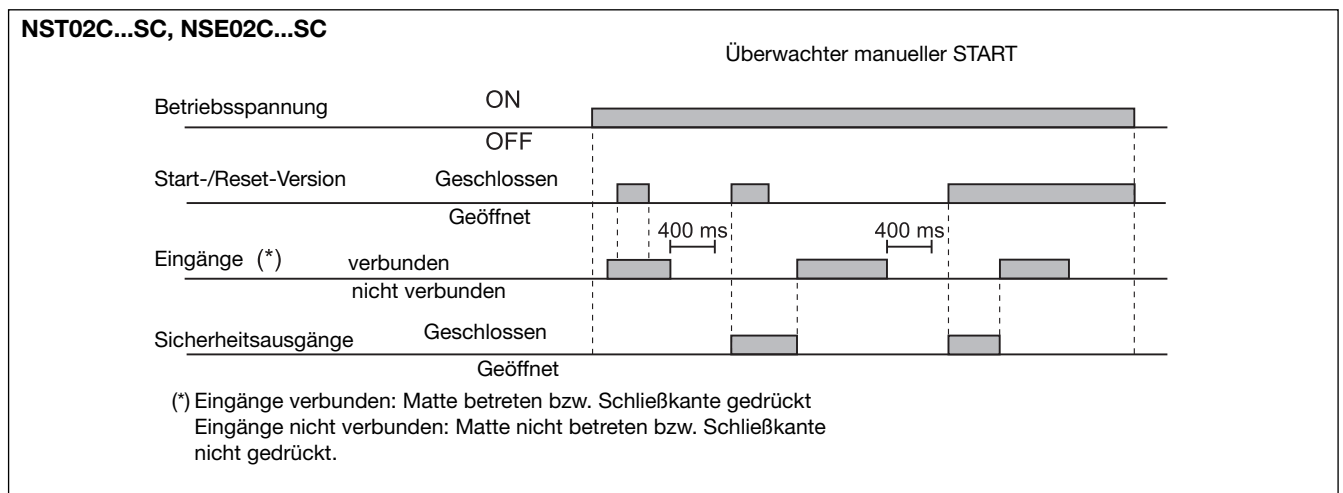 NST02C...SC, NSE02C...SC
Überwachter manueller START
Betriebsspannung ON
OFF
Start-/Reset-Version Geschlossen
Geöffnet
400 ms 400 ms
Eingänge (*) verbunden
nicht verbunden
Sicherheitsausgänge Geschlossen
Geöffnet
(*) Eingänge verbunden: Matte betreten bzw. Schließkante gedrückt
Eingänge nicht verbunden: Matte nicht betreten bzw. Schließkante
nicht gedrückt.